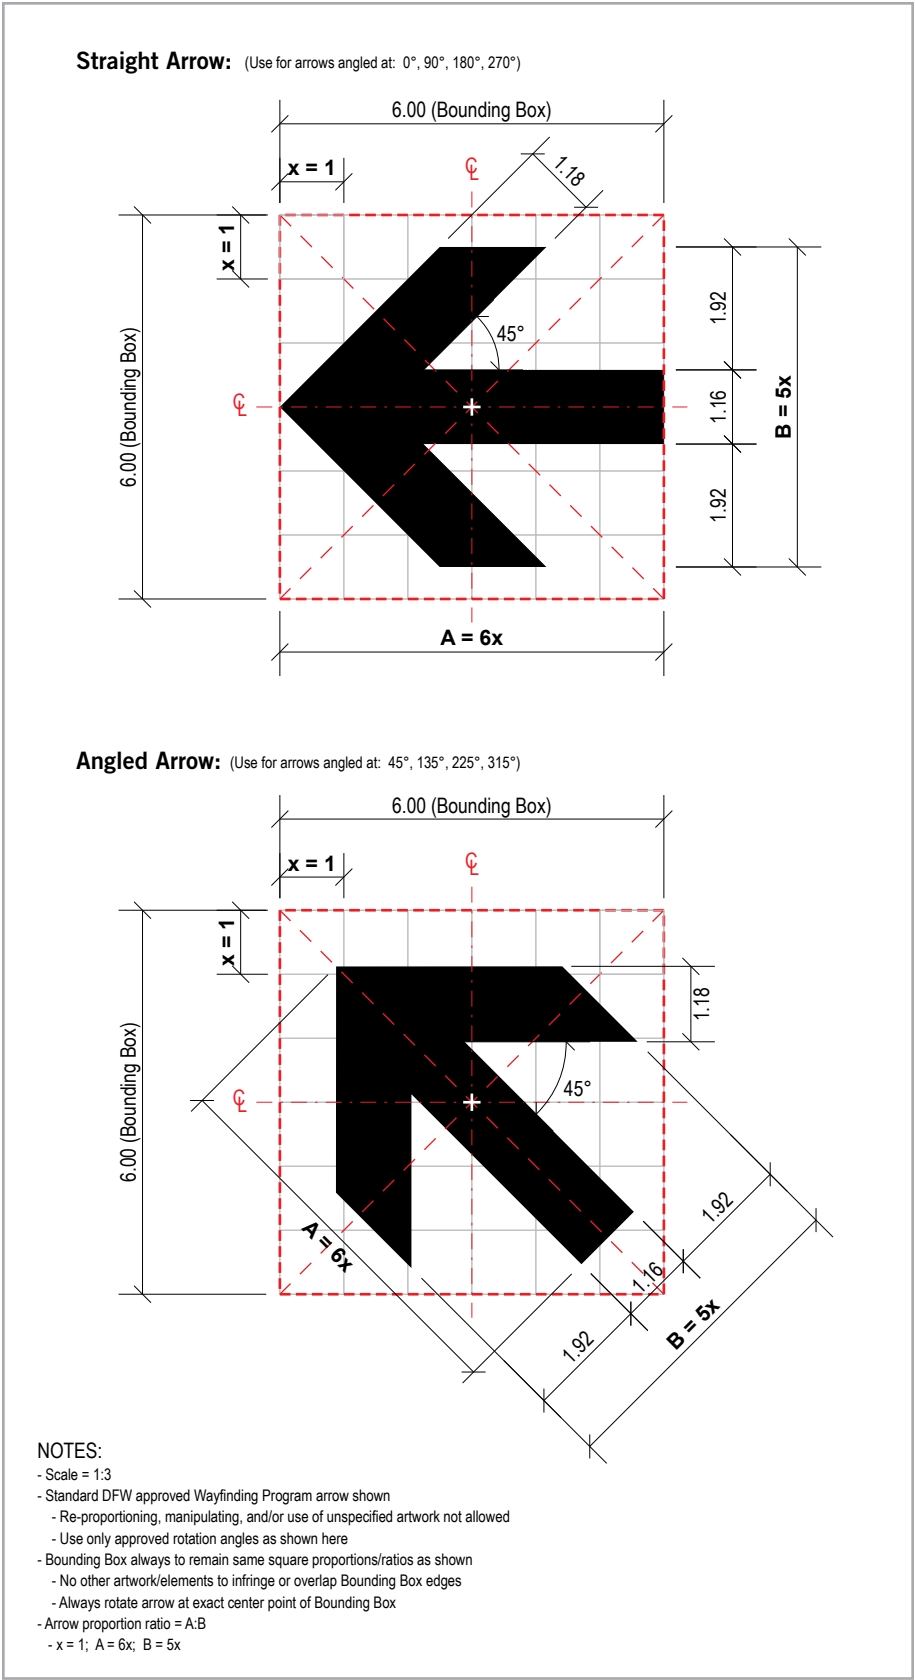 Straight Arrow: (Use for arrows angled at: 0°, 90°, 180°, 270°)
6.00 (Bounding Box)
x = 1
℄
1.18
x = 1
45°
6.00 (Bounding Box)
℄
1.92
1.16
1.92
B = 5x
A = 6x
Angled Arrow: (Use for arrows angled at: 45°, 135°, 225°, 315°)
6.00 (Bounding Box)
x = 1
℄
x = 1
1.18
6.00 (Bounding Box)
℄
45°
A = 6x
1.92
1.16
1.92
B = 5x
NOTES:
- Scale = 1:3
- Standard DFW approved Wayfinding Program arrow shown
- Re-proportioning, manipulating, and/or use of unspecified artwork not allowed
- Use only approved rotation angles as shown here
- Bounding Box always to remain same square proportions/ratios as shown
- No other artwork/elements to infringe or overlap Bounding Box edges
- Always rotate arrow at exact center point of Bounding Box
- Arrow proportion ratio = A:B
- x = 1; A = 6x; B = 5x